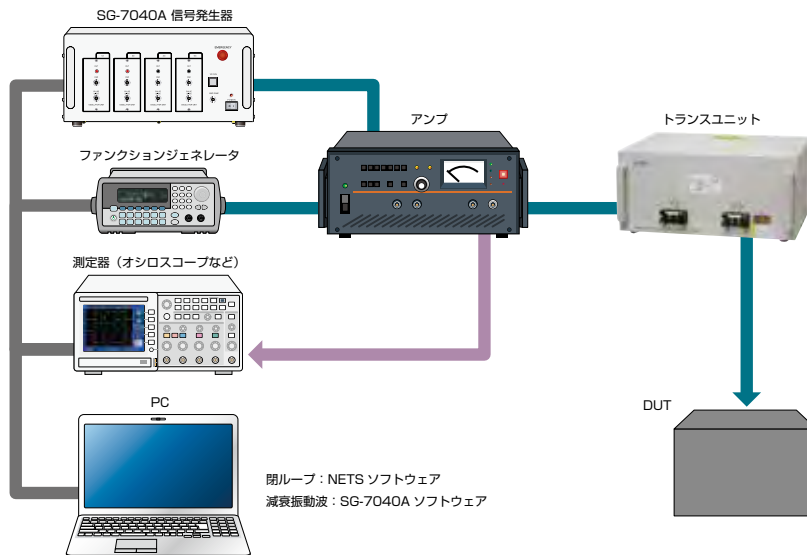 SG-7040A 信号発生器
EMERGENCY
アンプ
トランスユニット
ファンクションジェネレータ
測定器（オシロスコープなど）
PC
DUT
閉ループ：NETS ソフトウェア
減衰振動波：SG-7040A ソフトウェア